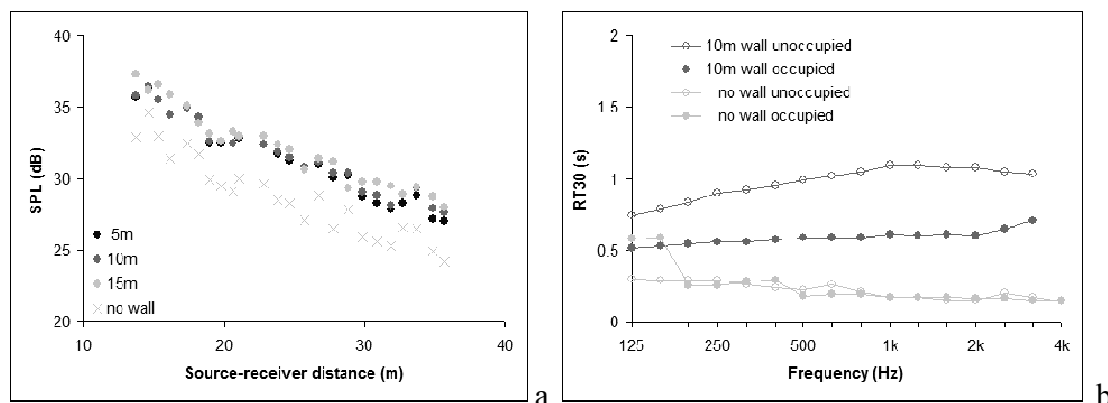 40
35
30
25
20
SPL (dB)
5m
10m
15m
no wall
10 20 30 40
Source-receiver distance (m)
a
2
1.5
1
0.5
0
RT30 (s)
10m wall unoccupied
10m wall occupied
no wall unoccupied
no wall occupied
125 250 500 1k 2k 4k
Frequency (Hz)
b